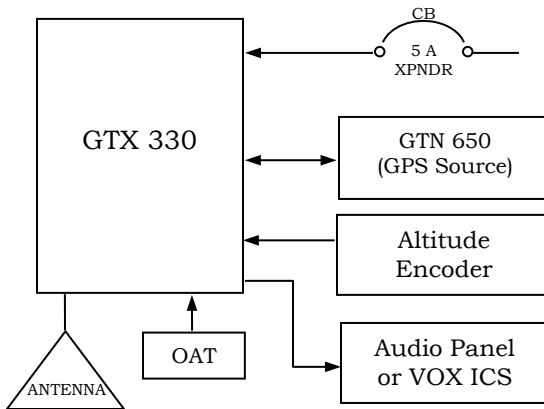 CB
5 A
XPNDR
GTX 330
GTN 650
(GPS Source)
Altitude
Encoder
OAT
Audio Panel
or VOX ICS
ANTENNA